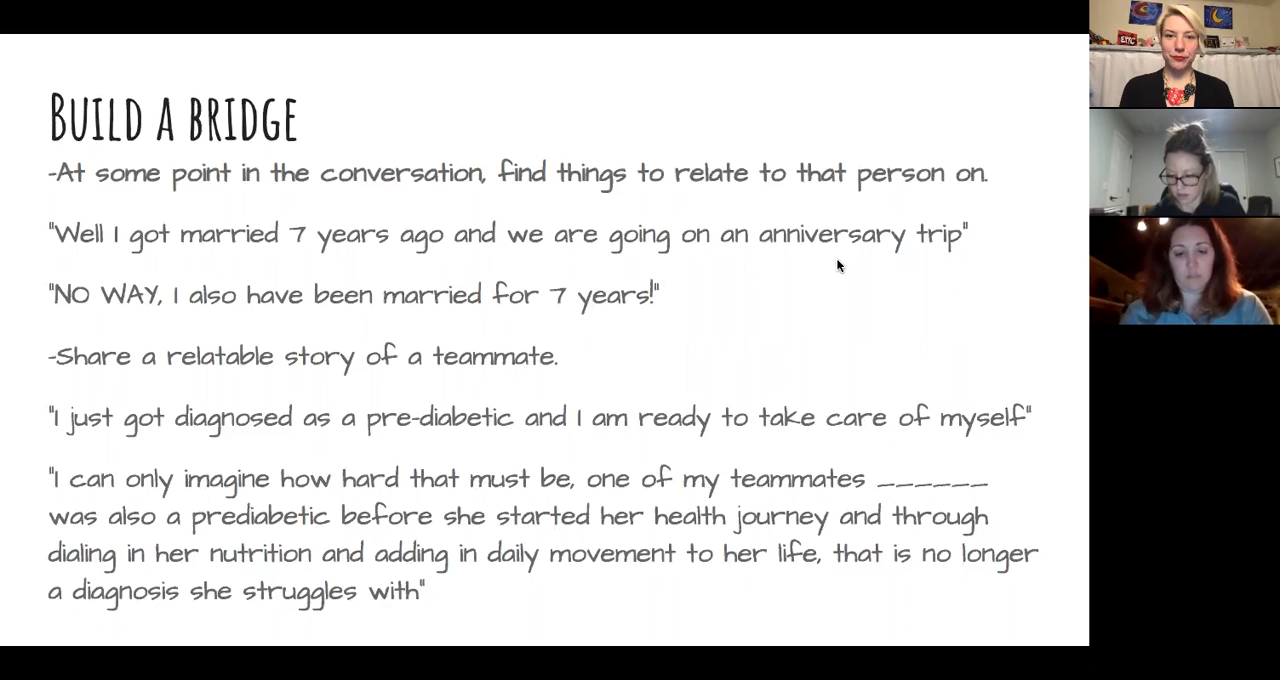 BUILD A BRIDGE
-At some point in the conversation, find things to relate to that person on.
"Well I got married 7 years ago and we are going on an anniversary trip"
"NO WAY, I also have been married for 7 years!"
-Share a relatable story of a teammate.
"I just got diagnosed as a pre-diabetic and I am ready to take care of myself"
"I can only imagine how hard that must be, one of my teammates ______
was also a prediabetic before she started her health journey and through
dialing in her nutrition and adding in daily movement to her life, that is no longer
a diagnosis she struggles with"